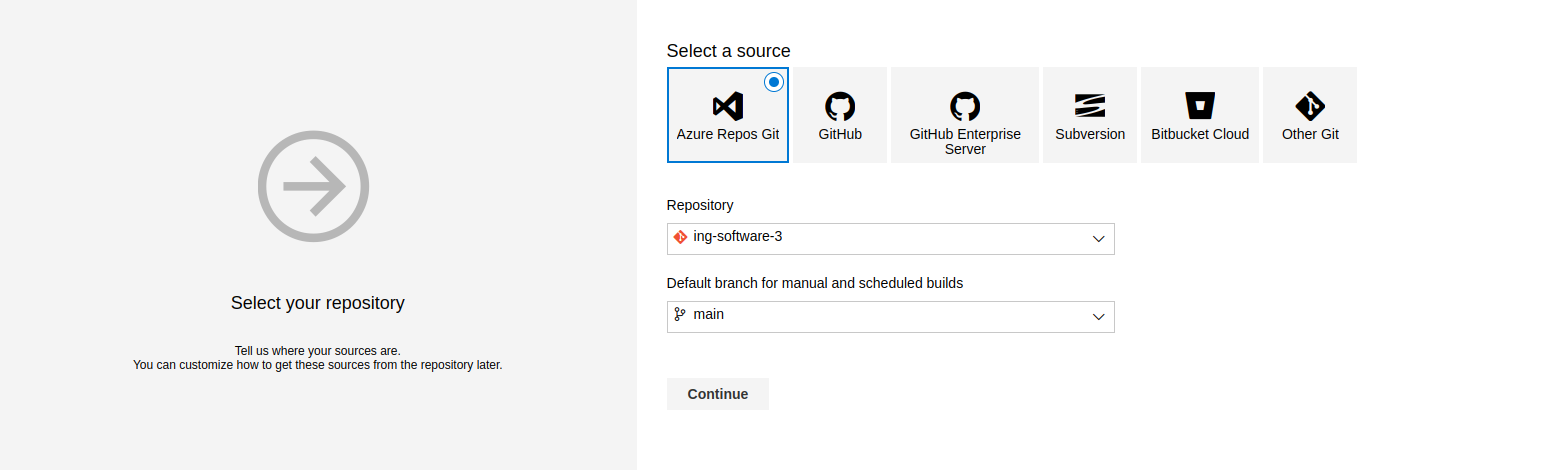 Select your repository
Tell us where your sources are.
You can customize how to get these sources from the repository later.
Select a source
Azure Repos Git
GitHub
GitHub Enterprise
Server
Subversion
Bitbucket Cloud
Other Git
Repository
ing-software-3
Default branch for manual and scheduled builds
main
Continue